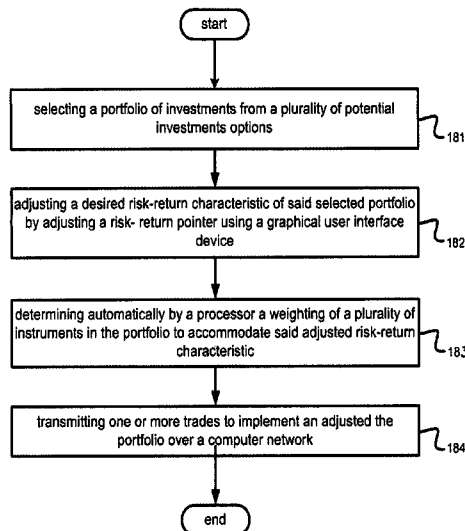 start
selecting a portfolio of investments from a plurality of potential
investments options
181
adjusting a desired risk-return characteristic of said selected portfolio
by adjusting a risk- return pointer using a graphical user interface
device
182
determining automatically by a processor a weighting of a plurality of
instruments in the portfolio to accommodate said adjusted risk-return
characteristic
183
transmitting one or more trades to implement an adjusted the
portfolio over a computer network
184
end